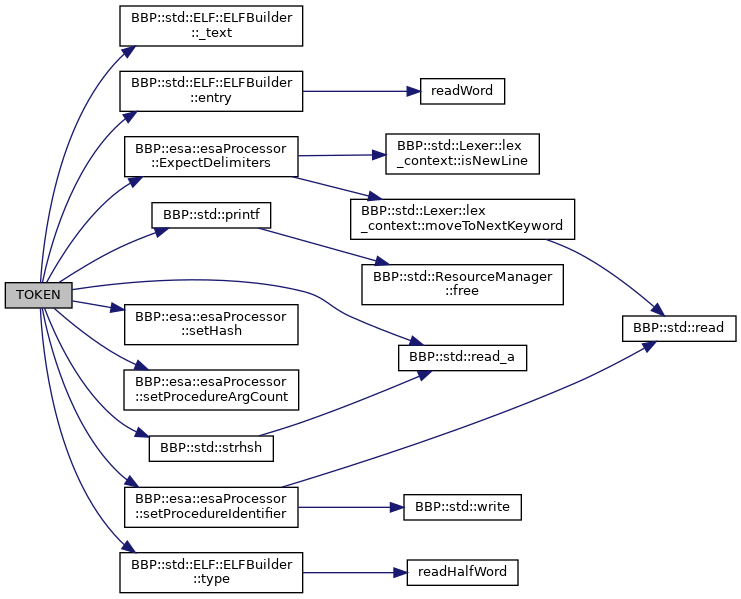 BBP::std::ELF::ELFBuilder
::_text
BBP::std::ELF::ELFBuilder
::entry
readWord
BBP::esa::esaProcessor
::ExpectDelimiters
BBP::std::Lexer::lex
_context::isNewLine
BBP::std::Lexer::lex
_context::moveToNextKeyword
BBP::std::printf
BBP::std::ResourceManager
::free
TOKEN
BBP::esa::esaProcessor
::setHash
BBP::std::read
BBP::std::read_a
BBP::esa::esaProcessor
::setProcedureArgCount
BBP::std::strhsh
BBP::esa::esaProcessor
::setProcedureIdentifier
BBP::std::write
BBP::std::ELF::ELFBuilder
::type
readHalfWord